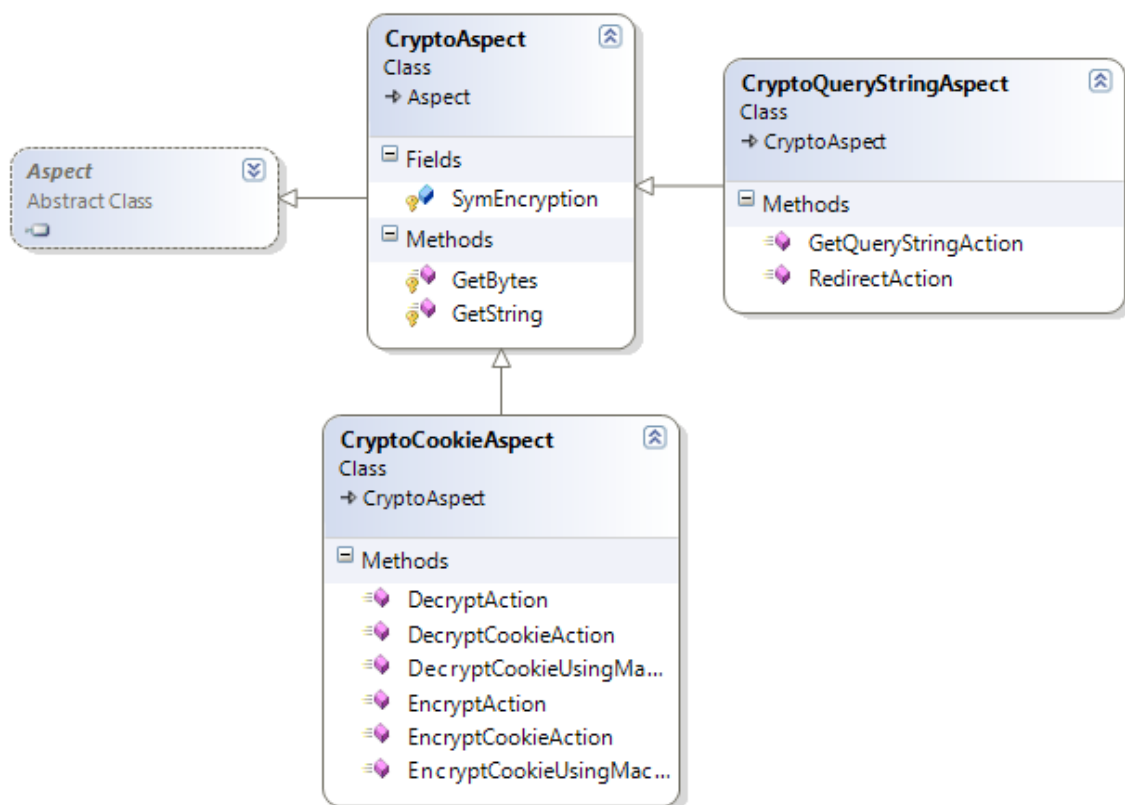 CryptoAspect
Class
Aspect
Fields
SymEncryption
Methods
GetBytes
GetString
Aspect
Abstract Class
CryptoQueryStringAspect
Class
CryptoAspect
Methods
GetQueryStringAction
RedirectAction
CryptoCookieAspect
Class
CryptoAspect
Methods
DecryptAction
DecryptCookieAction
DecryptCookieUsingMa...
EncryptAction
EncryptCookieAction
EncryptCookieUsingMac...